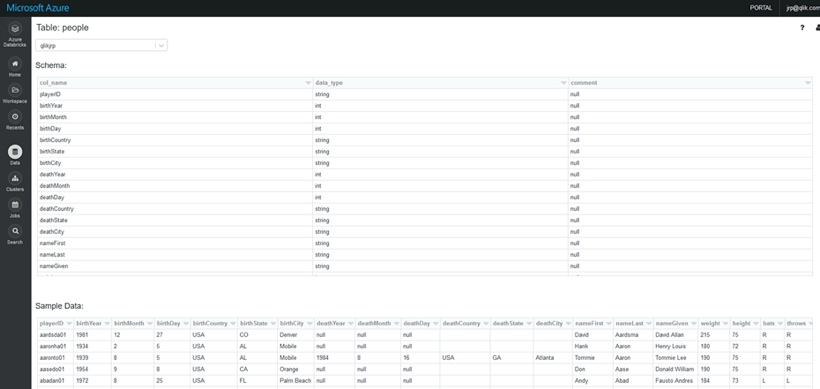 Microsoft Azure PORTAL jrp@qlik.com
Azure Databricks
Home
Workspace
Recents
Data
Clusters
Jobs
Search
Table: people ?
qlikjrp
Schema:
col_name data_type comment
playerID string null
birthYear int null
birthMonth int null
birthDay int null
birthCountry string null
birthState string null
birthCity string null
deathYear int null
deathMonth int null
deathDay int null
deathCountry string null
deathState string null
deathCity string null
nameFirst string null
nameLast string null
nameGiven string null
Sample Data:
playerID birthYear birthMonth birthDay birthCountry birthState birthCity deathYear deathMonth deathDay deathCountry deathState deathCity nameFirst nameLast nameGiven weight height bats throws
aardsda01 1981 12 27 USA CO Denver null null null David Aardsma David Allan 215 75 R R
aaronha01 1934 2 5 USA AL Mobile null null null Hank Aaron Henry Louis 180 72 R R
aaronto01 1939 8 5 USA AL Mobile 1984 8 16 USA GA Atlanta Tommie Aaron Tommie Lee 190 75 R R
aasedo01 1954 9 8 USA CA Orange null null null Don Aase Donald William 190 75 R R
abadan01 1972 8 25 USA FL Palm Beach null null null Andy Abad Fausto Andres 184 73 L L